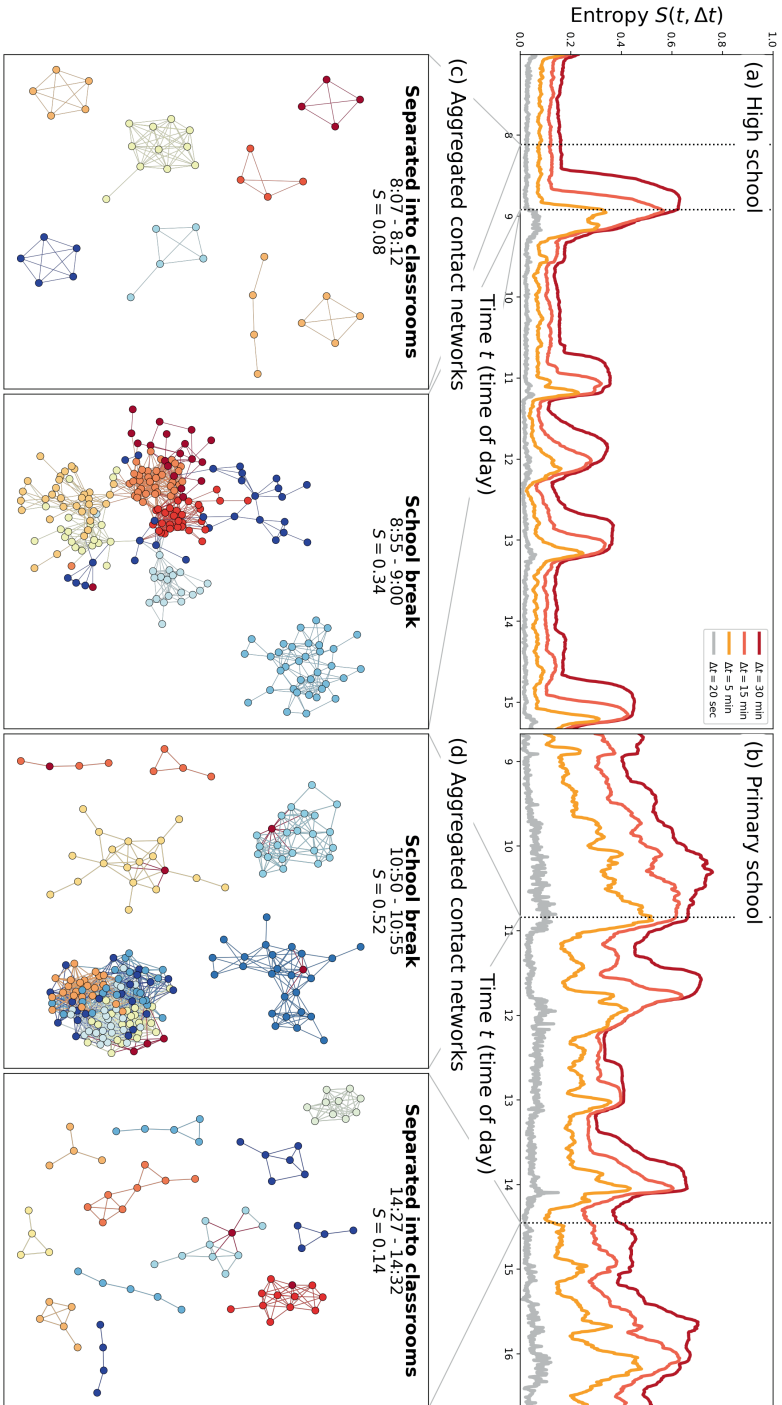 Entropy S(t, Δt)
1.0
0.8
0.6
0.4
0.2
0.0
(a) High school
8
9
10
11
12
13
14
15
Δt = 30 min
Δt = 15 min
Δt = 5 min
Δt = 20 sec
(b) Primary school
9
10
11
12
13
14
15
16
Time t (time of day)
Time t (time of day)
(c) Aggregated contact networks
(d) Aggregated contact networks
Separated into classrooms
8:07 - 8:12
S = 0.08
School break
8:55 - 9:00
S = 0.34
School break
10:50 - 10:55
S = 0.52
Separated into classrooms
14:27 - 14:32
S = 0.14